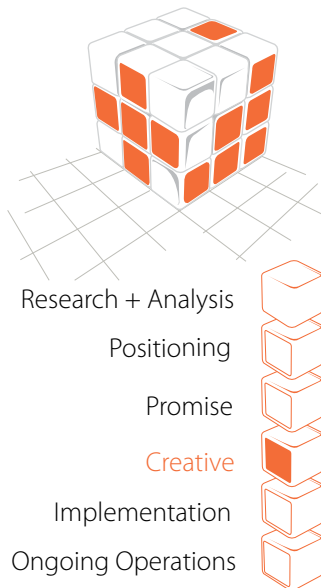 Research + Analysis
Positioning
Promise
Creative
Implementation
Ongoing Operations